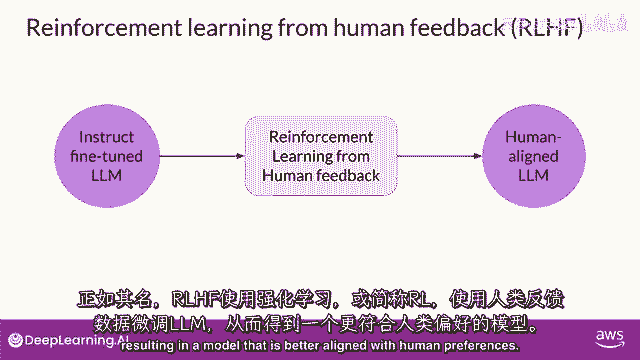 Reinforcement learning from human feedback (RLHF)
Instruct
fine-tuned
LLM
Reinforcement
Learning from
Human feedback
Human-
aligned
LLM
正如其名，RLHF使用强化学习，或简称RL，使用人类反馈
数据微调LLM，从而得到一个更符合人类偏好的模型。
resulting in a model that is better aligned with human preferences.
DeepLearning.AI
aws